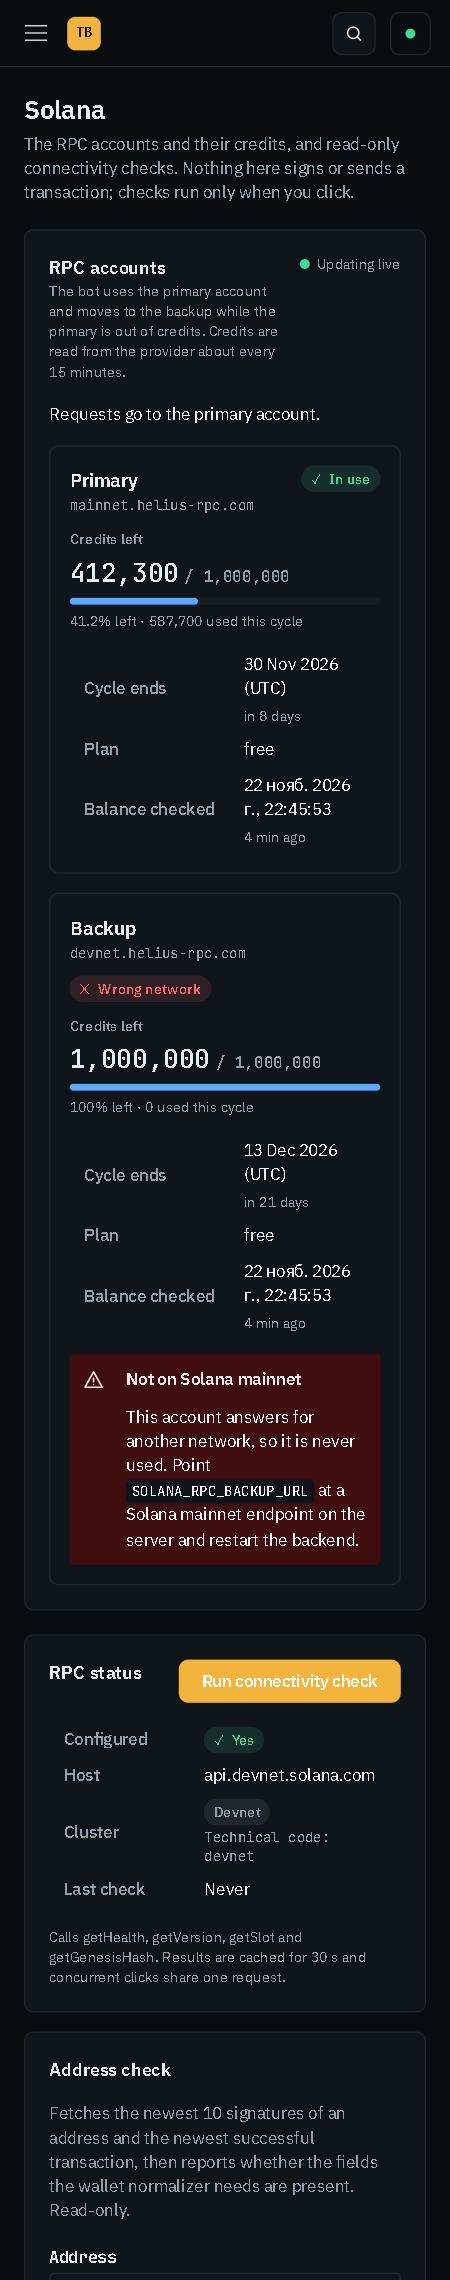 TB
Solana
The RPC accounts and their credits, and read-only
connectivity checks. Nothing here signs or sends a
transaction; checks run only when you click.
RPC accounts
Updating live
The bot uses the primary account
and moves to the backup while the
primary is out of credits. Credits are
read from the provider about every
15 minutes.
Requests go to the primary account.
Primary
✓ In use
mainnet.helius-rpc.com
Credits left
412,300 / 1,000,000
41.2% left · 587,700 used this cycle
Cycle ends
30 Nov 2026
(UTC)
in 8 days
Plan
free
Balance checked
22 нояб. 2026
г., 22:45:53
4 min ago
Backup
devnet.helius-rpc.com
Wrong network
Credits left
1,000,000 / 1,000,000
100% left · 0 used this cycle
Cycle ends
13 Dec 2026
(UTC)
in 21 days
Plan
free
Balance checked
22 нояб. 2026
г., 22:45:53
4 min ago
Not on Solana mainnet
This account answers for
another network, so it is never
used. Point
SOLANA_RPC_BACKUP_URL at a
Solana mainnet endpoint on the
server and restart the backend.
RPC status
Run connectivity check
Configured
✓ Yes
Host
api.devnet.solana.com
Cluster
Devnet
Technical code:
devnet
Last check
Never
Calls getHealth, getVersion, getSlot and
getGenesisHash. Results are cached for 30 s and
concurrent clicks share one request.
Address check
Fetches the newest 10 signatures of an
address and the newest successful
transaction, then reports whether the fields
the wallet normalizer needs are present.
Read-only.
Address